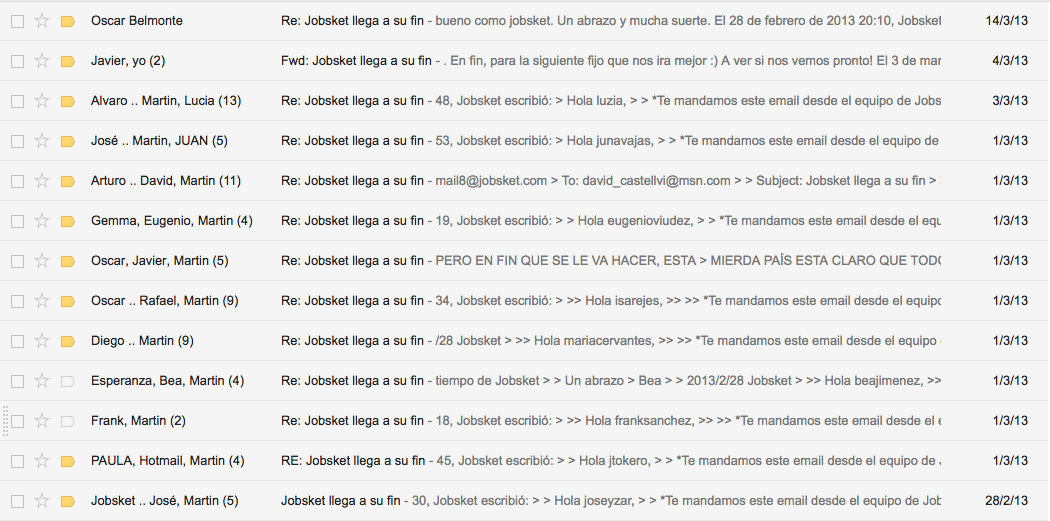 Oscar Belmonte Re: Jobsket llega a su fin - bueno como jobsket. Un abrazo y mucha suerte. El 28 de febrero de 2013 20:10, Jobsket 14/3/13
Javier, yo (2) Fwd: Jobsket llega a su fin - . En fin, para la siguiente fijo que nos ira mejor :) A ver si nos vemos pronto! El 3 de mar 4/3/13
Alvaro .. Martin, Lucia (13) Re: Jobsket llega a su fin - 48, Jobsket escribió: > Hola luzia, > > *Te mandamos este email desde el equipo de Jobs 3/3/13
José .. Martin, JUAN (5) Re: Jobsket llega a su fin - 53, Jobsket escribió: > Hola junavajas, > > *Te mandamos este email desde el equipo de 1/3/13
Arturo .. David, Martin (11) Re: Jobsket llega a su fin - mail8@jobsket.com > To: david_castellvi@msn.com > > Subject: Jobsket llega a su fin > 1/3/13
Gemma, Eugenio, Martin (4) Re: Jobsket llega a su fin - 19, Jobsket escribió: > > Hola eugenioviudez, > > *Te mandamos este email desde el equ 1/3/13
Oscar, Javier, Martin (5) Re: Jobsket llega a su fin - PERO EN FIN QUE SE LE VA HACER, ESTA > MIERDA PAÍS ESTA CLARO QUE TODO 1/3/13
Oscar .. Rafael, Martin (9) Re: Jobsket llega a su fin - 34, Jobsket escribió: > >> Hola isarejes, >> >> *Te mandamos este email desde el equipo 1/3/13
Diego .. Martin (9) Re: Jobsket llega a su fin - /28 Jobsket > >> Hola mariacervantes, >> >> *Te mandamos este email desde el equipo 1/3/13
Esperanza, Bea, Martin (4) Re: Jobsket llega a su fin - tiempo de Jobsket > > Un abrazo > Bea > > 2013/2/28 Jobsket > >> Hola beajimenez, >> 1/3/13
Frank, Martin (2) Re: Jobsket llega a su fin - 18, Jobsket escribió: > >> Hola franksanchez, >> >> *Te mandamos este email desde el e 1/3/13
PAULA, Hotmail, Martin (4) RE: Jobsket llega a su fin - 45, Jobsket escribió: > > Hola jtokero, > > *Te mandamos este email desde el equipo de 1/3/13
Jobsket .. José, Martin (5) Jobsket llega a su fin - 30, Jobsket escribió: > > Hola joseyzar, > > *Te mandamos este email desde el equipo de Job 28/2/13